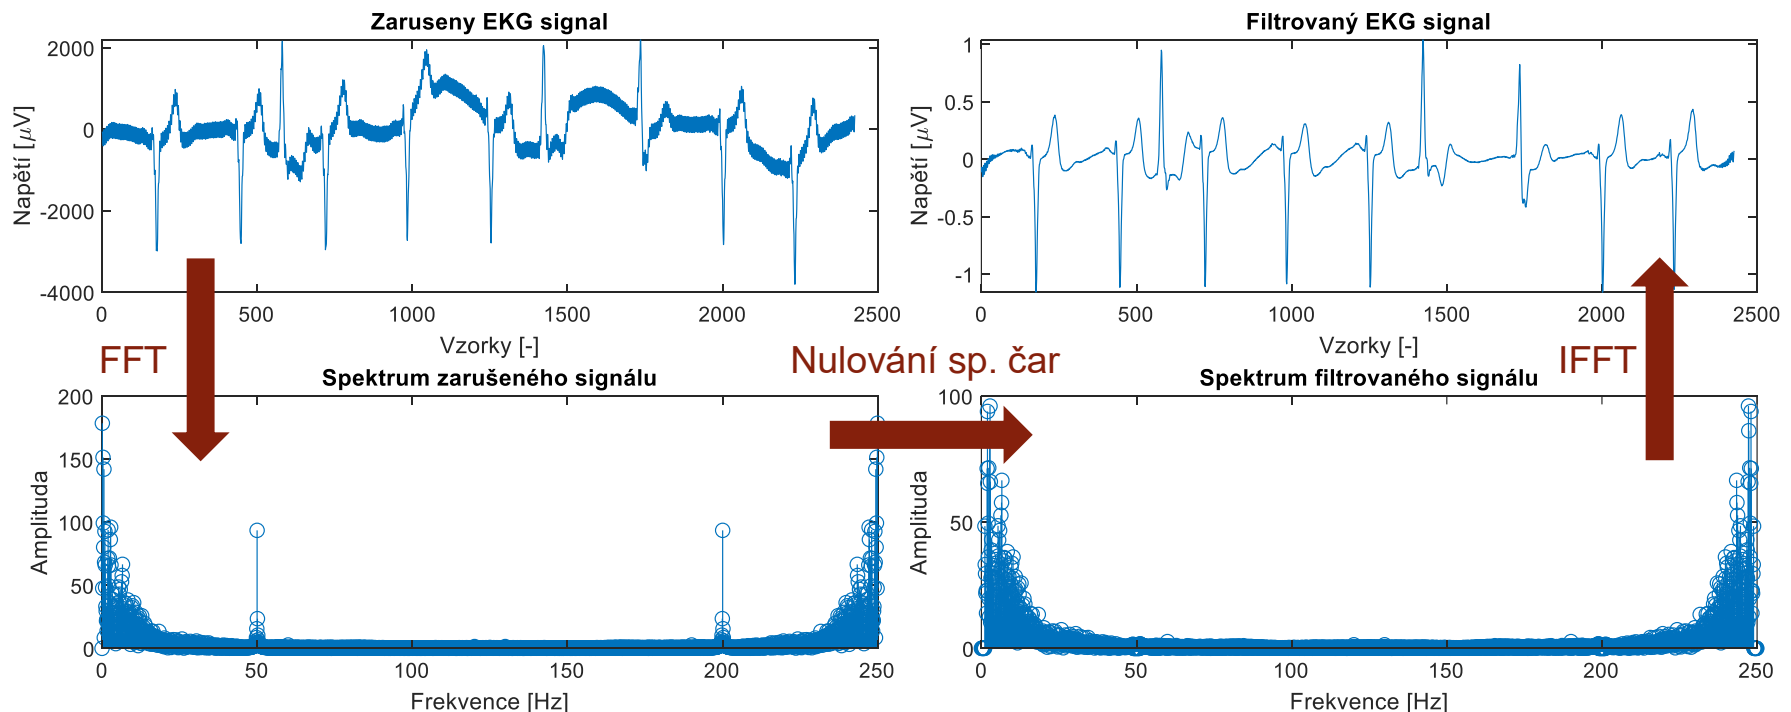 Zaruseny EKG signal
Napětí [μV]
2000
0
-2000
-4000
0 500 1000 1500 2000 2500
Vzorky [-]
Filtrovaný EKG signal
Napětí [μV]
1
0.5
0
-0.5
-1
0 500 1000 1500 2000 2500
Vzorky [-]
FFT
Nulování sp. čar
IFFT
Spektrum zarušeného signálu
Amplituda
200
150
100
50
0
0 50 100 150 200 250
Frekvence [Hz]
Spektrum filtrovaného signálu
Amplituda
100
50
0
0 50 100 150 200 250
Frekvence [Hz]